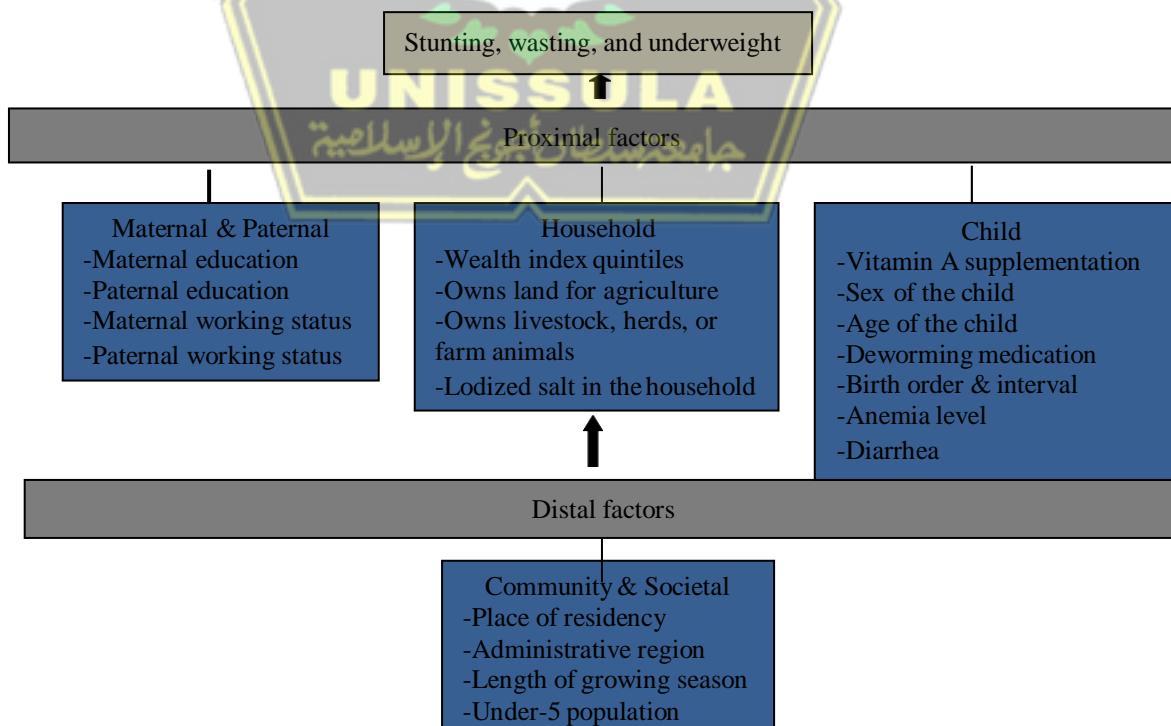 Stunting, wasting, and underweight
UNISSULA
Proximal factors
جامعتسلطان أجونج الإسلامية
Maternal & Paternal
-Maternal education
-Paternal education
-Maternal working status
-Paternal working status
Household
-Wealth index quintiles
-Owns land for agriculture
-Owns livestock, herds, or
farm animals
-Lodized salt in the household
Child
-Vitamin A supplementation
-Sex of the child
-Age of the child
-Deworming medication
-Birth order & interval
-Anemia level
-Diarrhea
Distal factors
Community & Societal
-Place of residency
-Administrative region
-Length of growing season
-Under-5 population